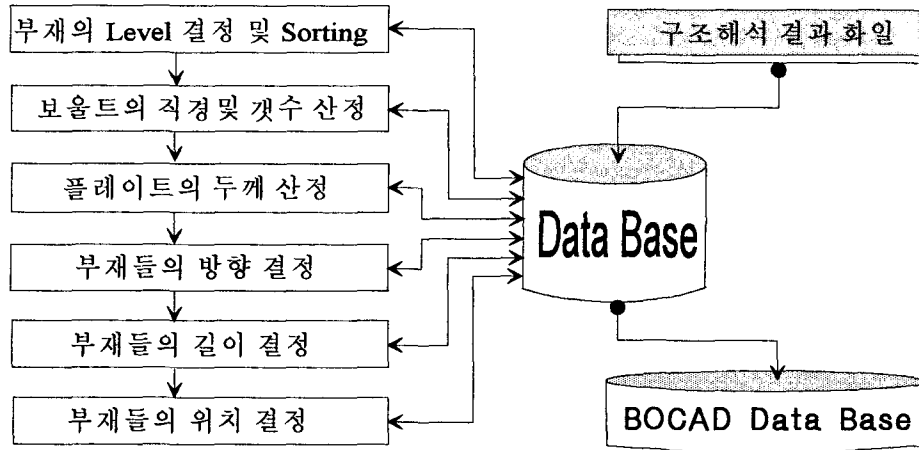 부재의 Level 결정 및 Sorting
보울트의 직경및 갯수 산정
플레이트의 두께 산정
부재들의 방향 결정
부재들의 길이 결정
부재들의 위치 결정
구조해석 결과 화일
Data Base
BOCAD Data Base